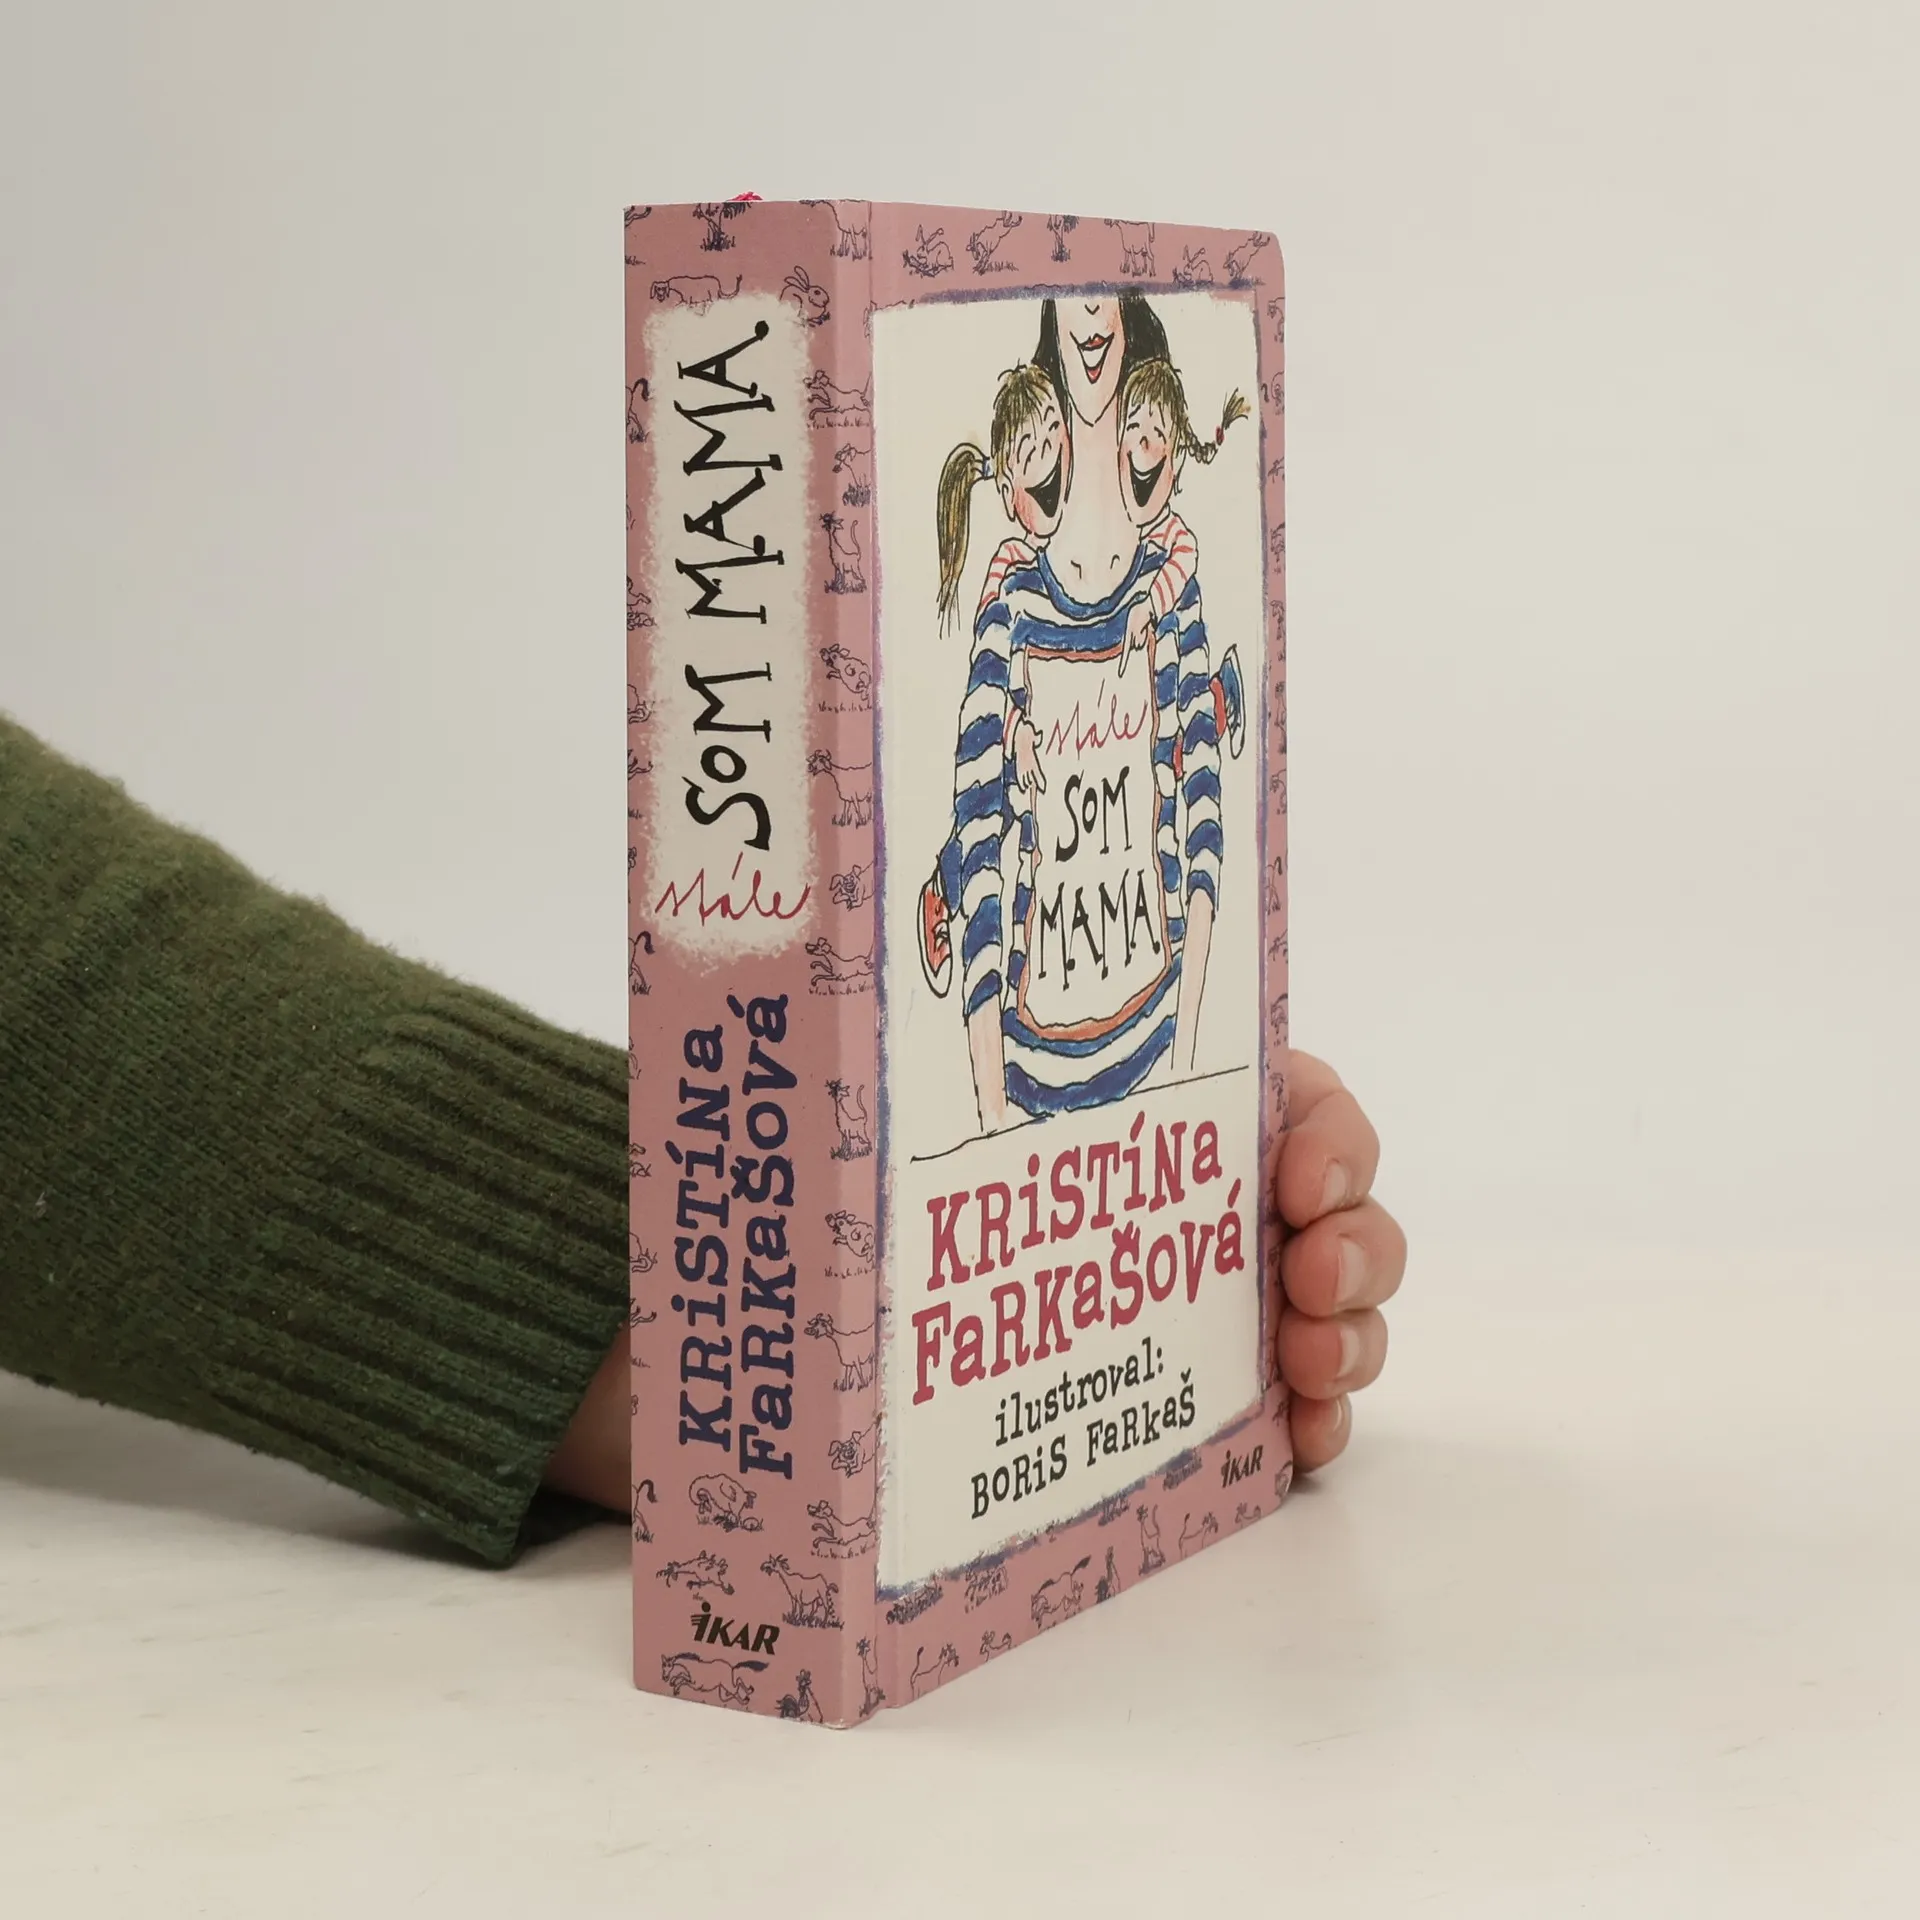 stále SOM MAMA
KRiSTíNa
FaRKaŠová
iKAR
stále
SOM
MAMA
KRiSTíNa
FaRKaŠová
ilustroval:
BORiS FaRkaŠ
iKAR